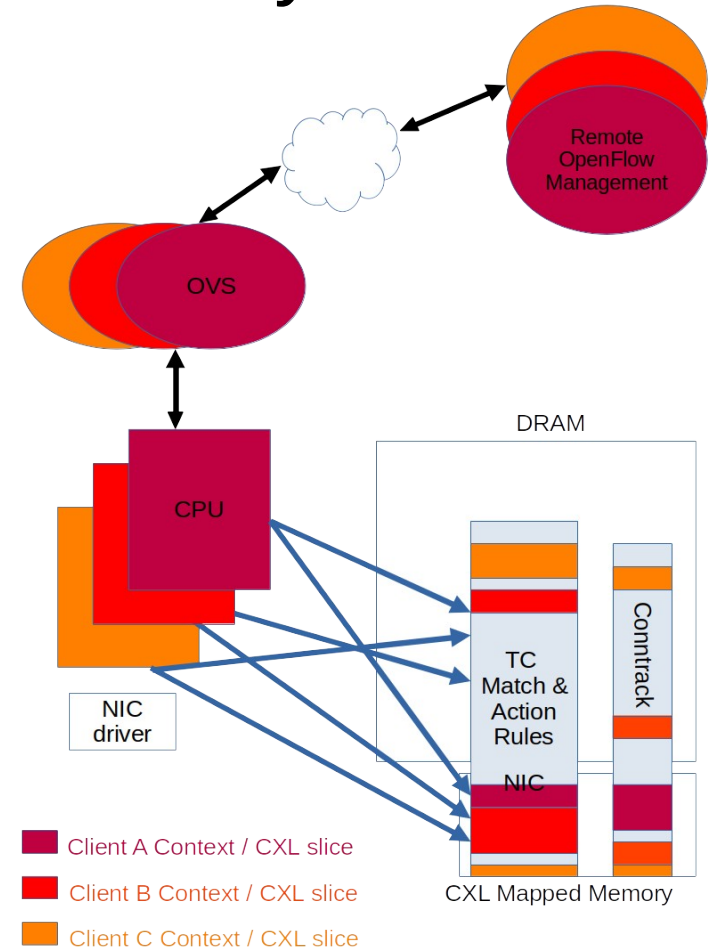 Remote
OpenFlow
Management
OVS
DRAM
CPU
TC
Match &
Action
Rules
Conntrack
NIC
driver
NIC
Client A Context / CXL slice
Client B Context / CXL slice
Client C Context / CXL slice
CXL Mapped Memory